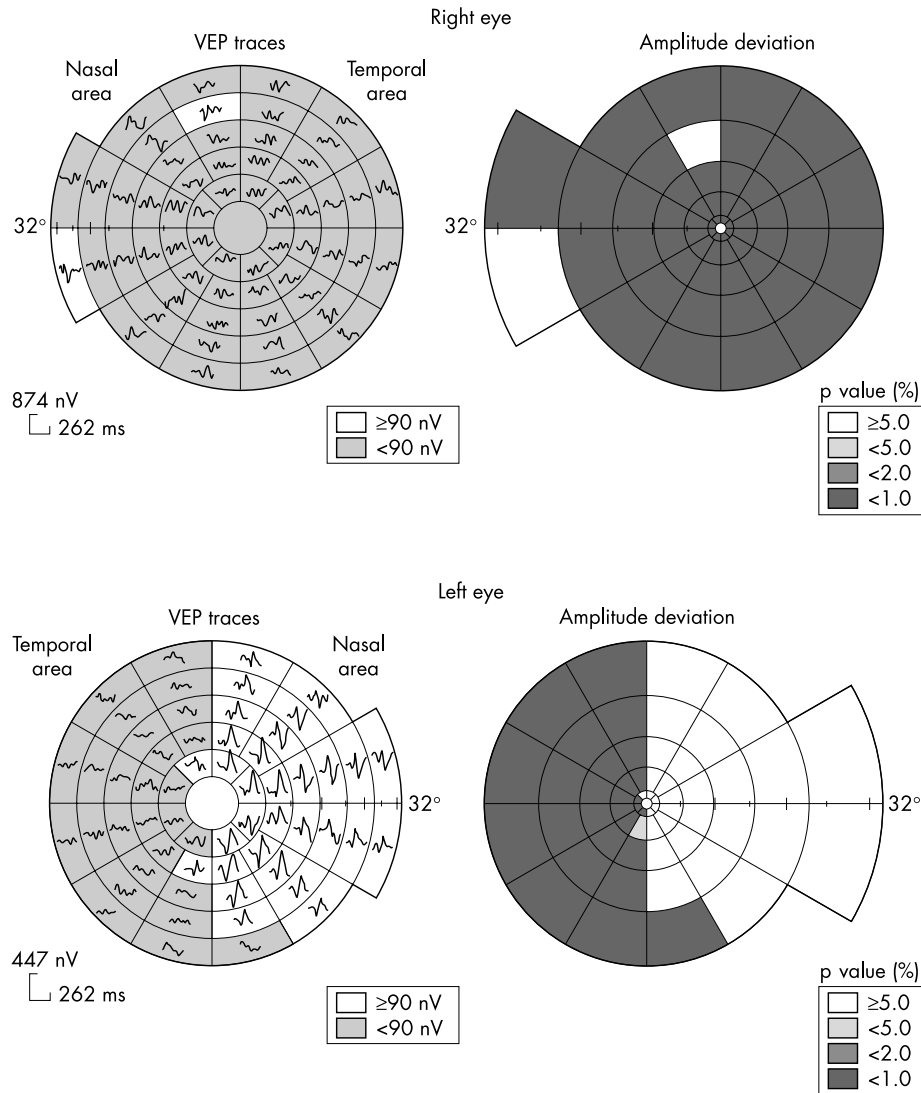 Right eye
VEP traces
Amplitude deviation
Nasal
area
Temporal
area
32°
32°
874 nV
262 ms
≥90 nV
<90 nV
p value (%)
≥5.0
<5.0
<2.0
<1.0
Left eye
VEP traces
Amplitude deviation
Temporal
area
Nasal
area
32°
32°
447 nV
262 ms
≥90 nV
<90 nV
p value (%)
≥5.0
<5.0
<2.0
<1.0